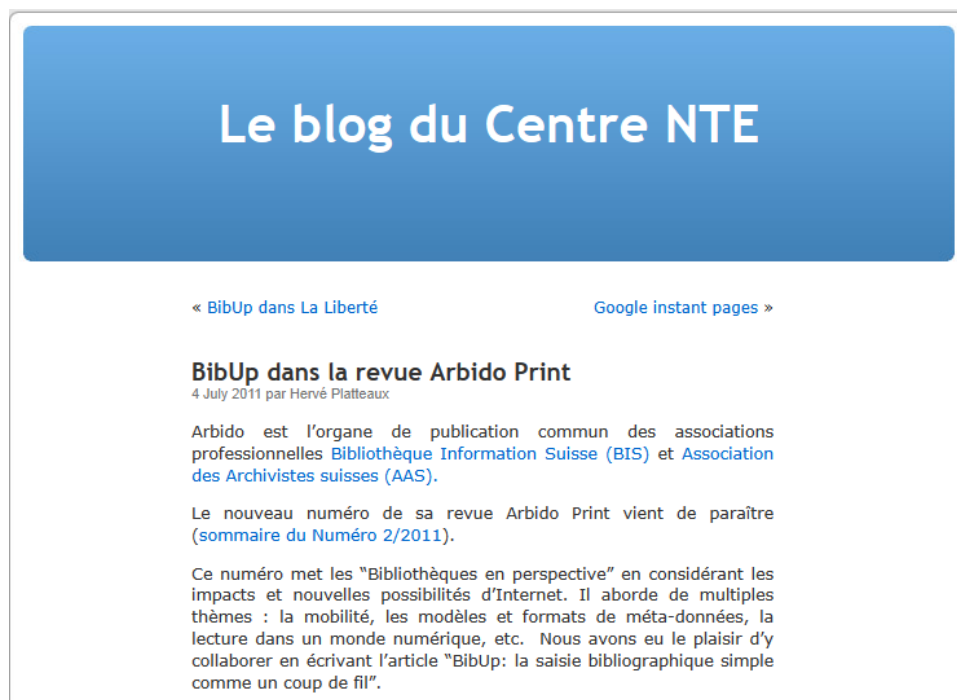 Le blog du Centre NTE
« BibUp dans La Liberté
Google instant pages »
BibUp dans la revue Arbido Print
4 July 2011 par Hervé Platteaux
Arbido est l’organe de publication commun des associations
professionnelles Bibliothèque Information Suisse (BIS) et Association
des Archivistes suisses (AAS).
Le nouveau numéro de sa revue Arbido Print vient de paraître
(sommaire du Numéro 2/2011).
Ce numéro met les “Bibliothèques en perspective” en considérant les
impacts et nouvelles possibilités d’Internet. Il aborde de multiples
thèmes : la mobilité, les modèles et formats de méta-données, la
lecture dans un monde numérique, etc.  Nous avons eu le plaisir d’y
collaborer en écrivant l’article “BibUp: la saisie bibliographique simple
comme un coup de fil”.